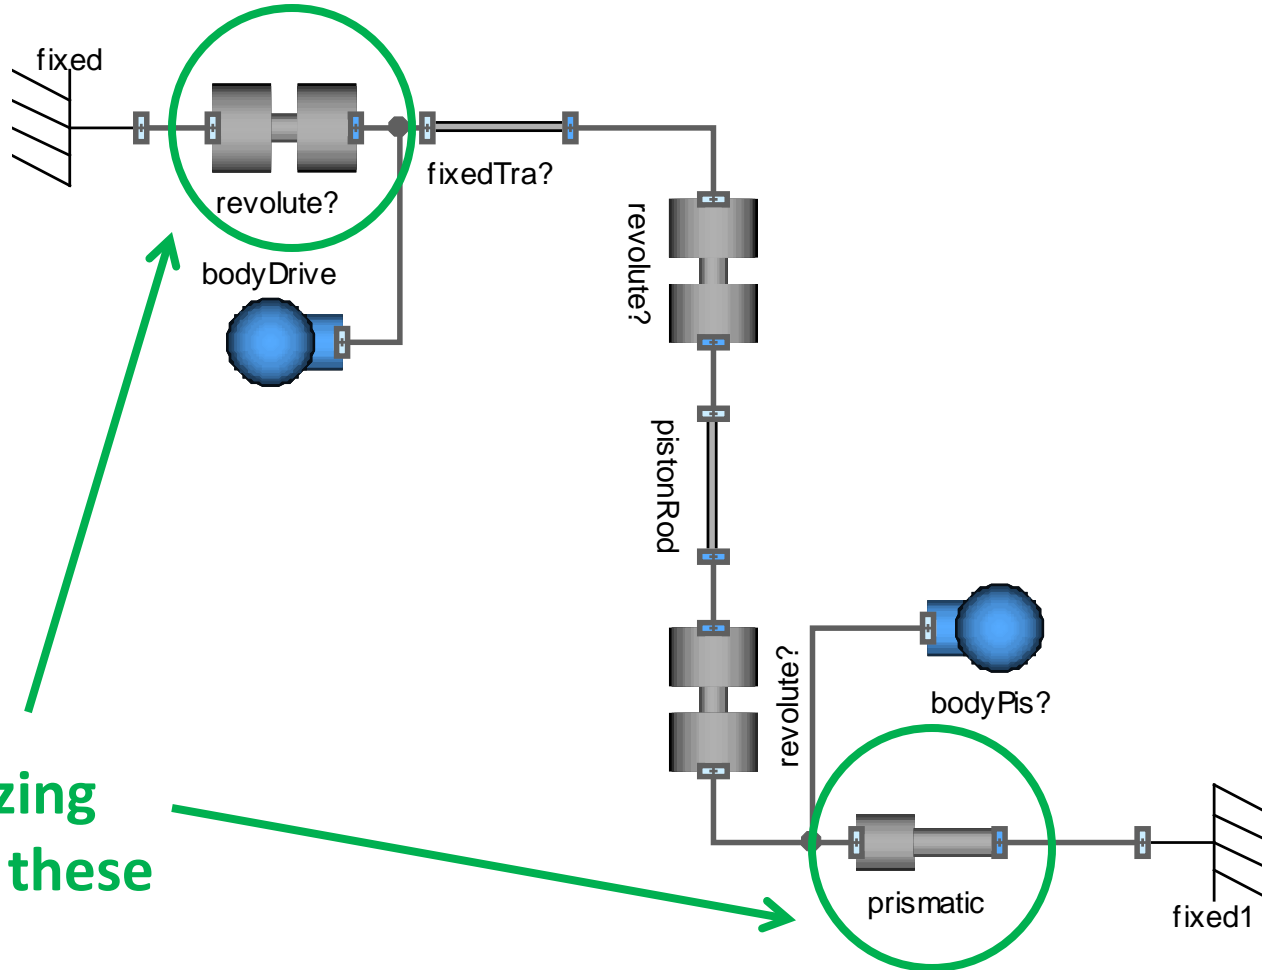 fixed
revolute?
fixedTra?
bodyDrive
revolute?
pistonRod
revolute?
bodyPis?
zing
these
prismatic
fixed1